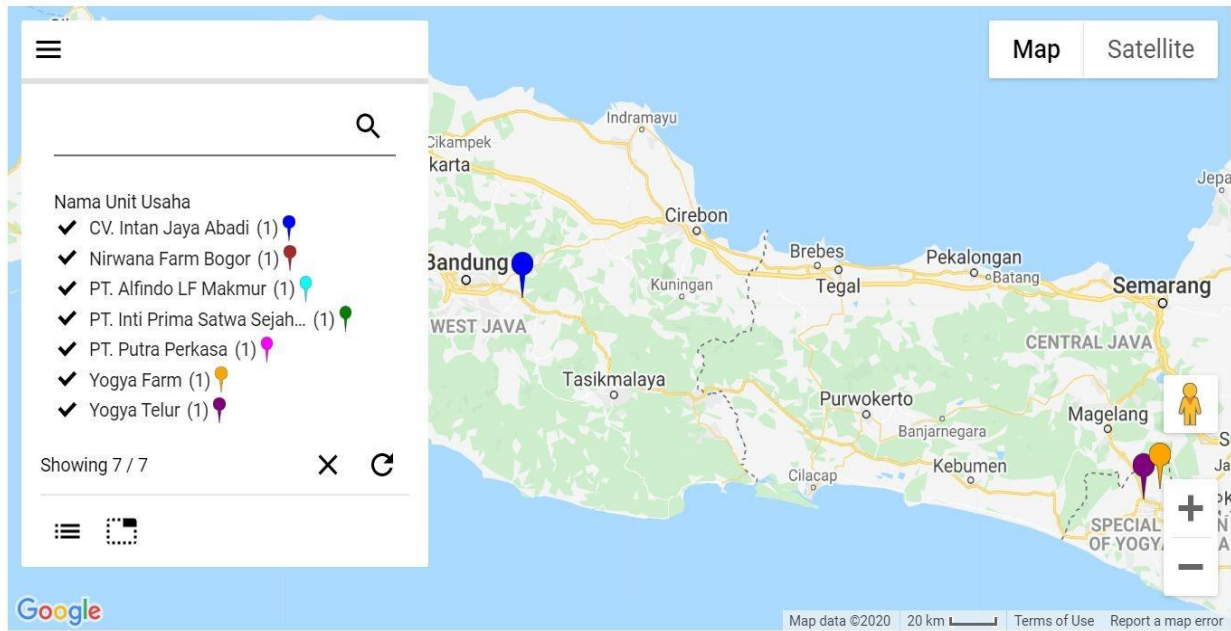 Map Satellite
Nama Unit Usaha
CV. Intan Jaya Abadi (1)
Nirwana Farm Bogor (1)
PT. Alfindo LF Makmur (1)
PT. Inti Prima Satwa Sejah... (1)
PT. Putra Perkasa (1)
Yogya Farm (1)
Yogya Telur (1)
Showing 7 / 7
Indramayu
Cikampek
karta
Jepa
Cirebon
Brebes
Pekalongan
Bandung
Batang
Kuningan
Tegal
Semarang
WEST JAVA
CENTRAL JAVA
Tasikmalaya
Purwokerto
Magelang
Banjarnegara
Kebumen
Cilacap
SPECIAL
OF YOGYA
Google
Map data ©2020 20 km Terms of Use Report a map error